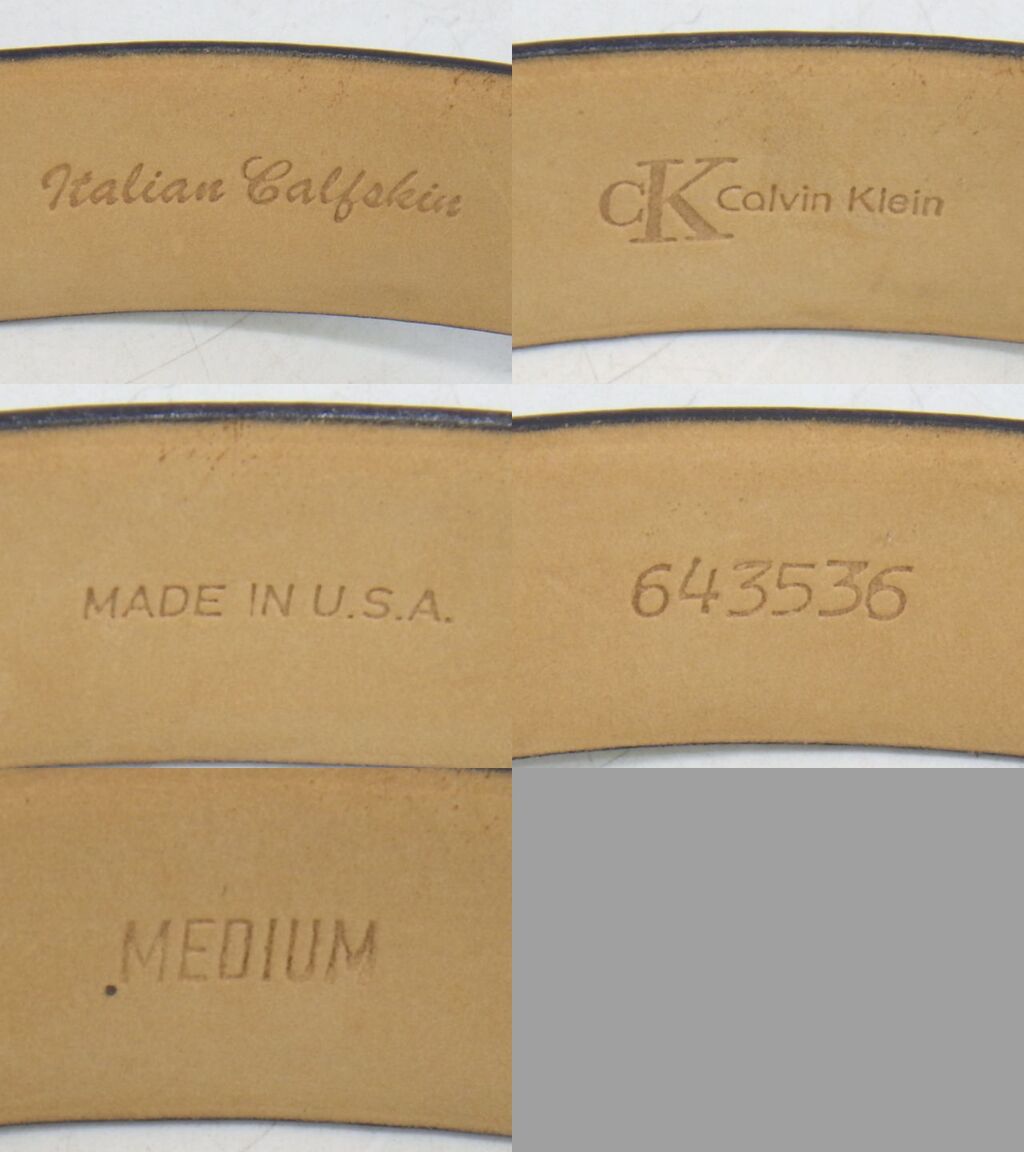 Italian Calfskin
cK Calvin Klein
MADE IN U.S.A.
643536
MEDIUM